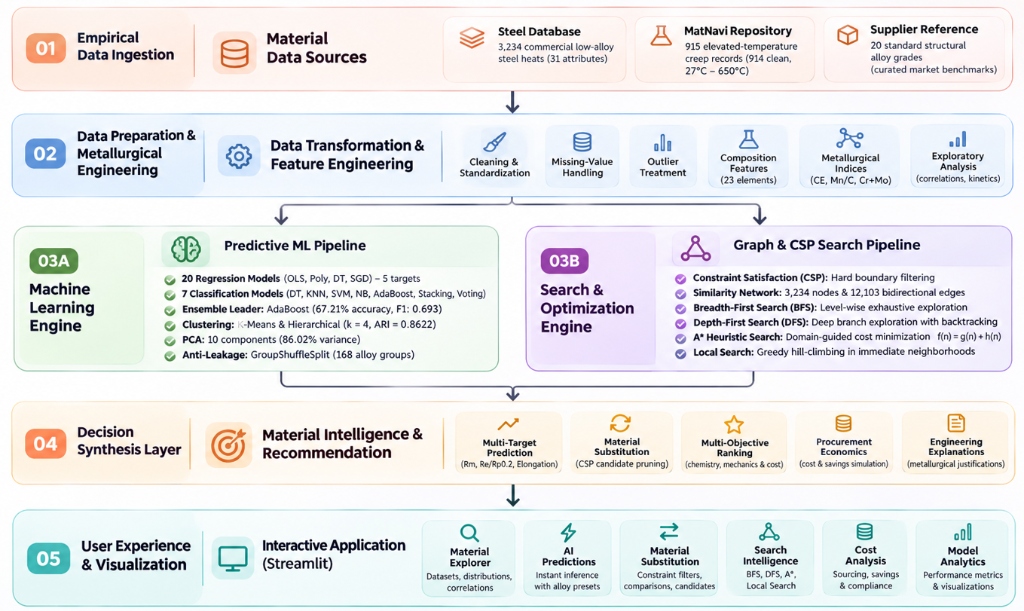 01
Empirical
Data Ingestion
Material
Data Sources
Steel Database
3,234 commercial low-alloy
steel heats (31 attributes)
MatNavi Repository
915 elevated-temperature
creep records (914 clean,
27°C – 650°C)
Supplier Reference
20 standard structural
alloy grades
(curated market benchmarks)
02
Data Preparation &
Metallurgical
Engineering
Data Transformation &
Feature Engineering
Cleaning &
Standardization
Missing-Value
Handling
Outlier
Treatment
Composition
Features
(23 elements)
Metallurgical
Indices
(CE, Mn/C, Cr+Mo)
Exploratory
Analysis
(correlations, kinetics)
03A
Machine
Learning
Engine
Predictive ML Pipeline
20 Regression Models (OLS, Poly, DT, SGD) – 5 targets
7 Classification Models (DT, KNN, SVM, NB, AdaBoost, Stacking, Voting)
Ensemble Leader: AdaBoost (67.21% accuracy, F1: 0.693)
Clustering: K-Means & Hierarchical (k = 4, ARI = 0.8622)
PCA: 10 components (86.02% variance)
Anti-Leakage: GroupShuffleSplit (168 alloy groups)
03B
Search &
Optimization
Engine
Graph & CSP Search Pipeline
Constraint Satisfaction (CSP): Hard boundary filtering
Similarity Network: 3,234 nodes & 12,103 bidirectional edges
Breadth-First Search (BFS): Level-wise exhaustive exploration
Depth-First Search (DFS): Deep branch exploration with backtracking
A* Heuristic Search: Domain-guided cost minimization f(n) = g(n) + h(n)
Local Search: Greedy hill-climbing in immediate neighborhoods
04
Decision
Synthesis Layer
Material Intelligence &
Recommendation
Multi-Target
Prediction
(Rm, Re/Rp0.2, Elongation)
Material
Substitution
(CSP candidate pruning)
Multi-Objective
Ranking
(chemistry, mechanics & cost)
Procurement
Economics
(cost & savings simulation)
Engineering
Explanations
(metallurgical justifications)
05
User Experience
& Visualization
Interactive Application
(Streamlit)
Material
Explorer
Datasets, distributions,
correlations
AI
Predictions
Instant inference
with alloy presets
Material
Substitution
Constraint filters,
comparisons, candidates
Search
Intelligence
BFS, DFS, A*,
Local Search
Cost
Analysis
Sourcing, savings
& compliance
Model
Analytics
Performance metrics
& visualizations